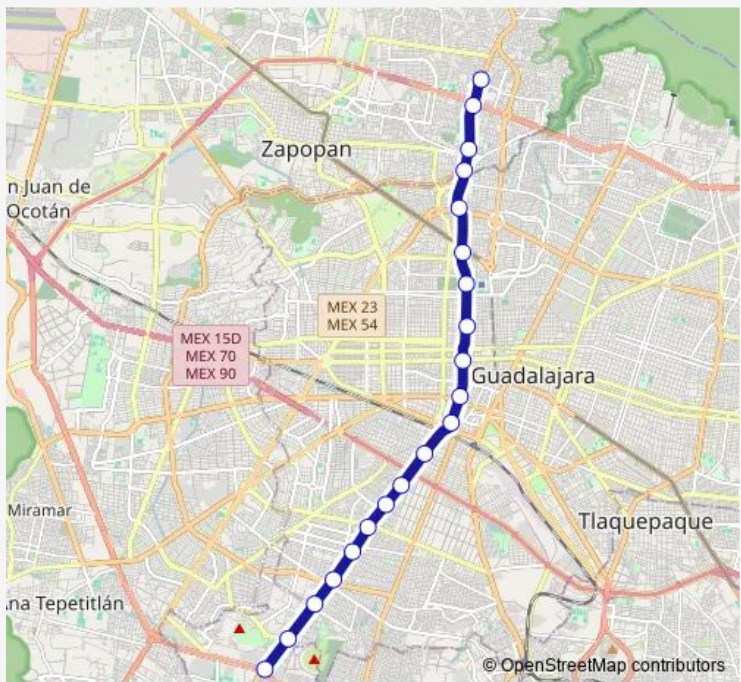 Zapopan
n Juan de
Ocotán
MEX 23
MEX 54
MEX 15D
MEX 70
MEX 90
Guadalajara
Miramar
Tlaquepaque
na Tepetitlán
© OpenStreetMap contributors